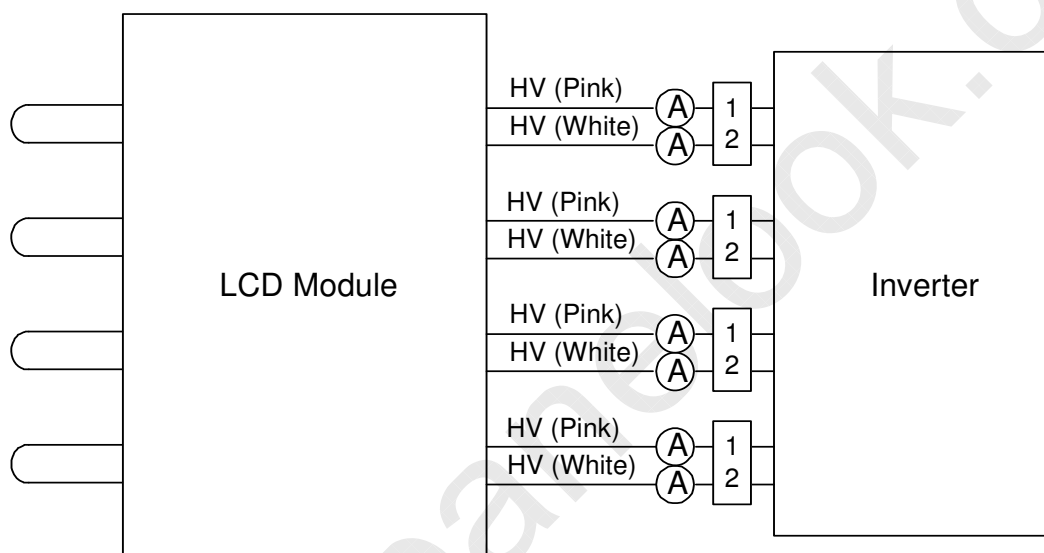 HV (Pink)
A
1
HV (White)
A
2
HV (Pink)
A
1
HV (White)
A
2
LCD Module
Inverter
HV (Pink)
A
1
HV (White)
A
2
HV (Pink)
A
1
HV (White)
A
2
panelook.